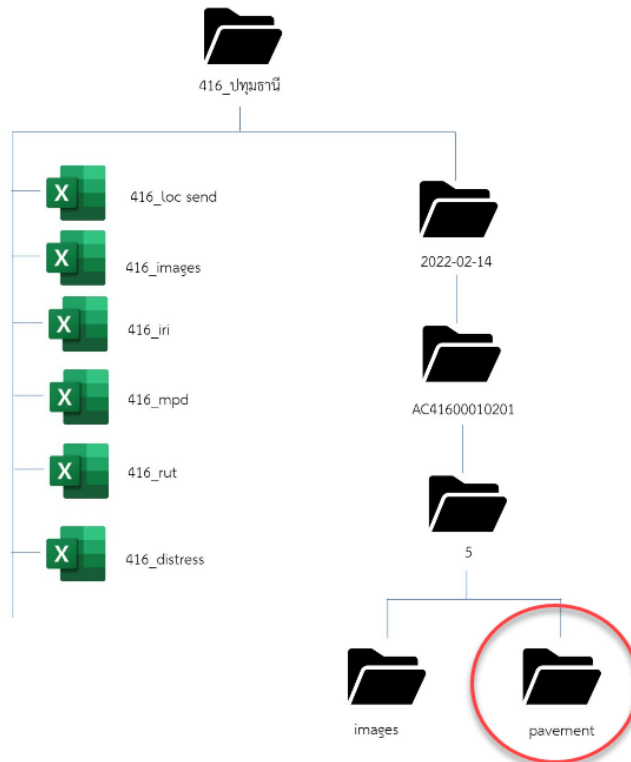 416_ปทุมธานี
416_loc send
416_images
416_iri
416_mpd
416_rut
416_distress
2022-02-14
AC41600010201
5
images
pavement